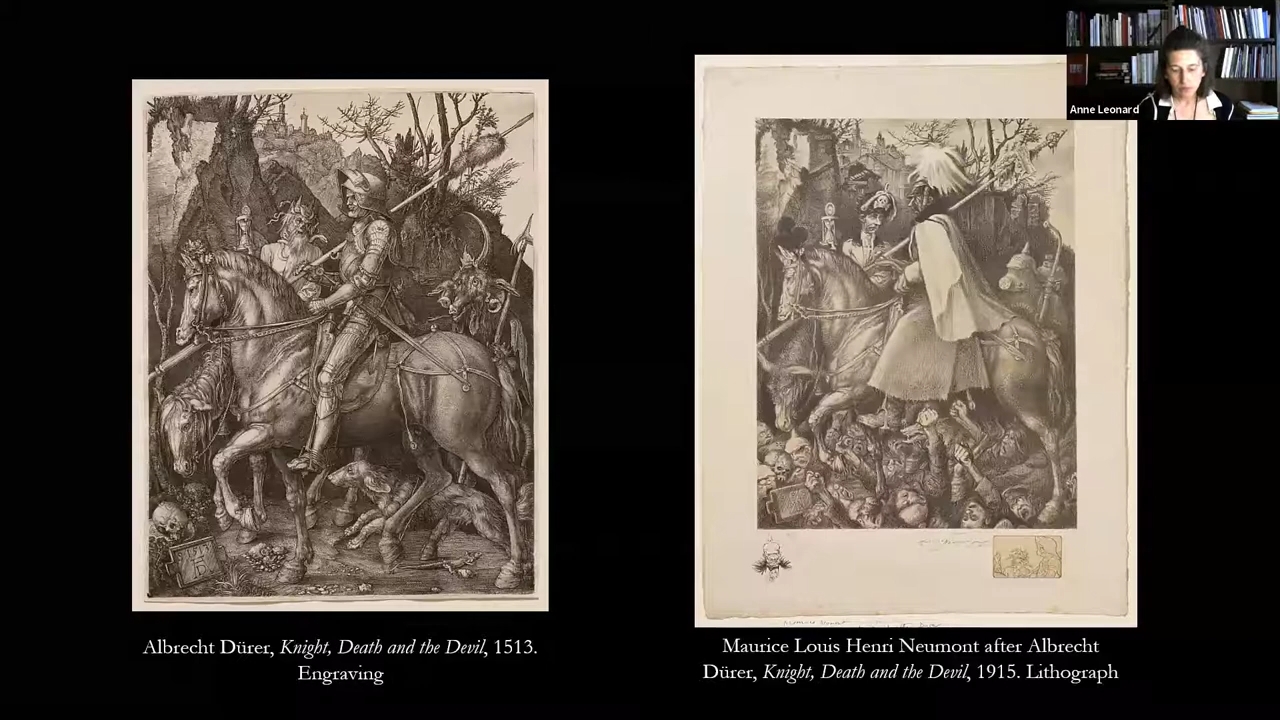 Anne Leonard
Albrecht Dürer, Knight, Death and the Devil, 1513.
Engraving
Maurice Louis Henri Neumont after Albrecht
Dürer, Knight, Death and the Devil, 1915. Lithograph